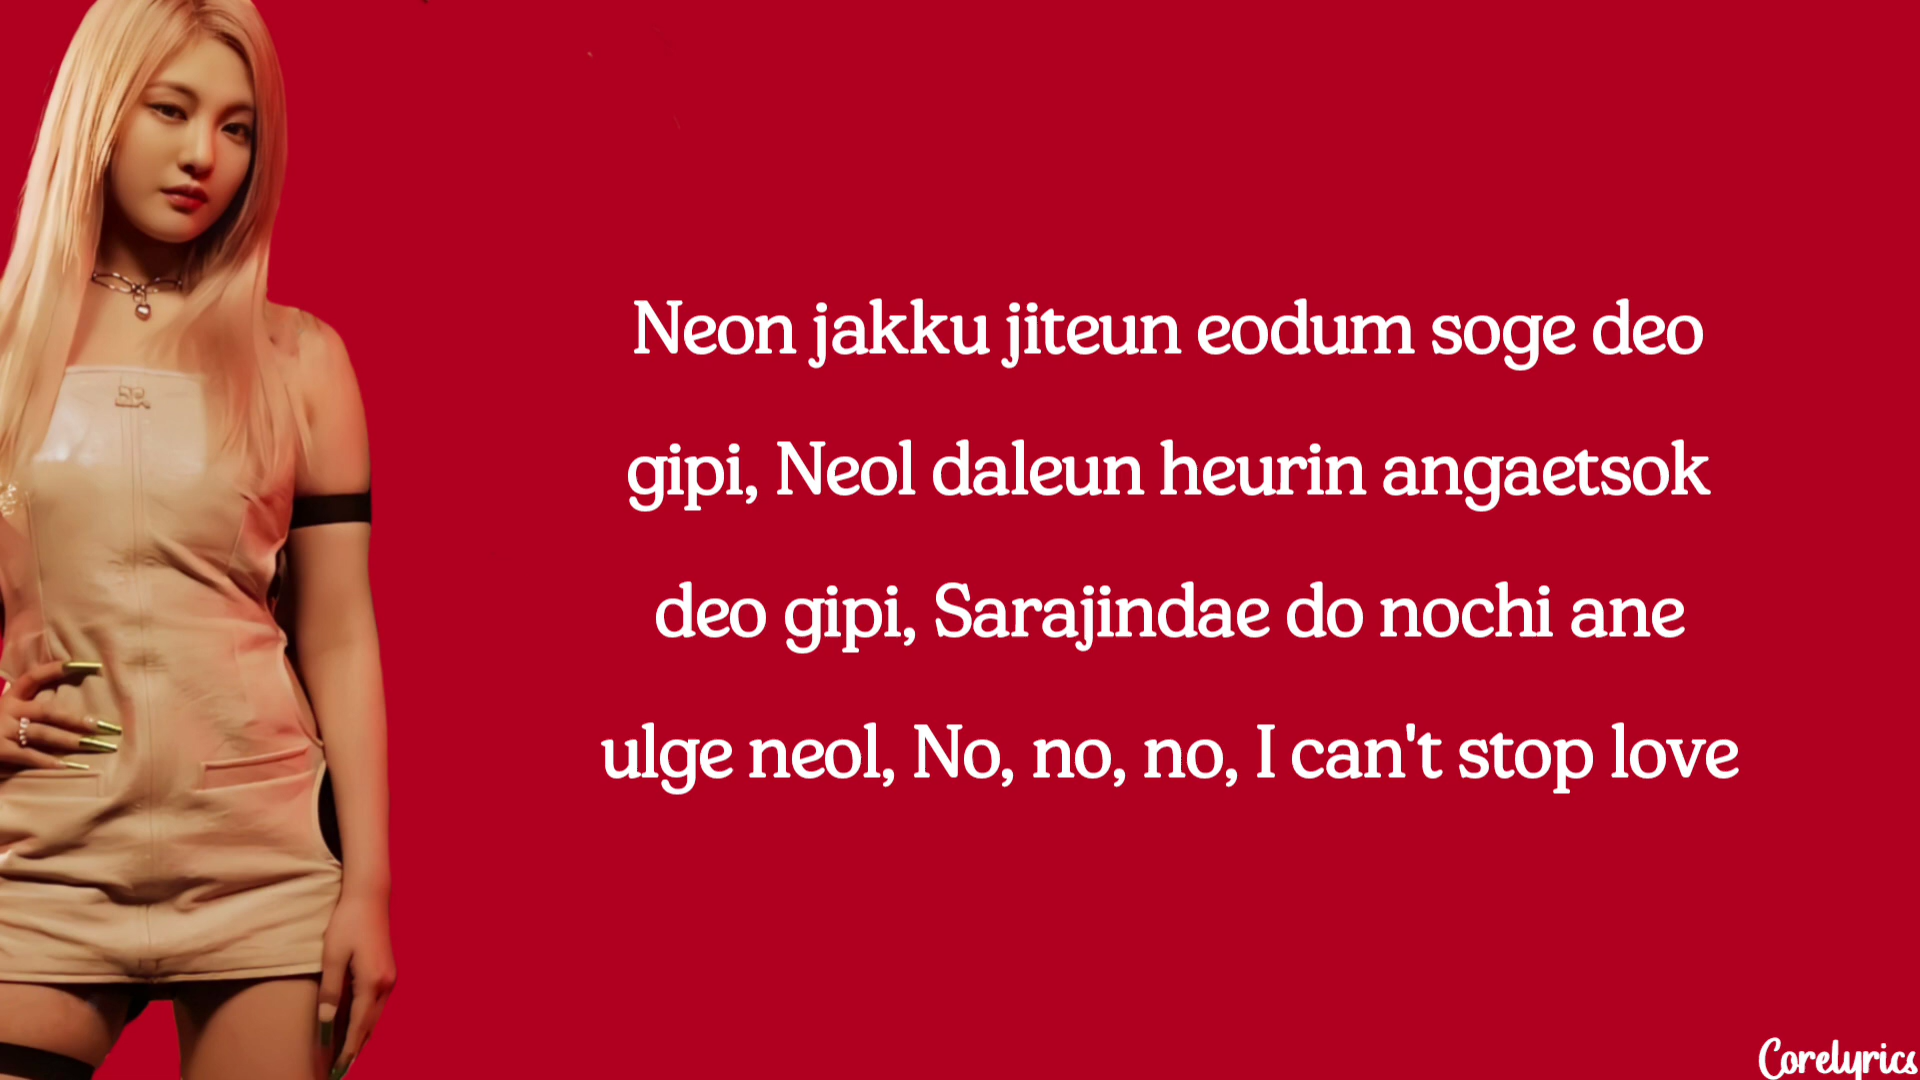 Neon jakku jiteun eodum soge deo
gipi, Neol daleun heurin angaetsok
deo gipi, Sarajindae do nochi ane
ulge neol, No, no, no, I can't stop love
Corelyrics